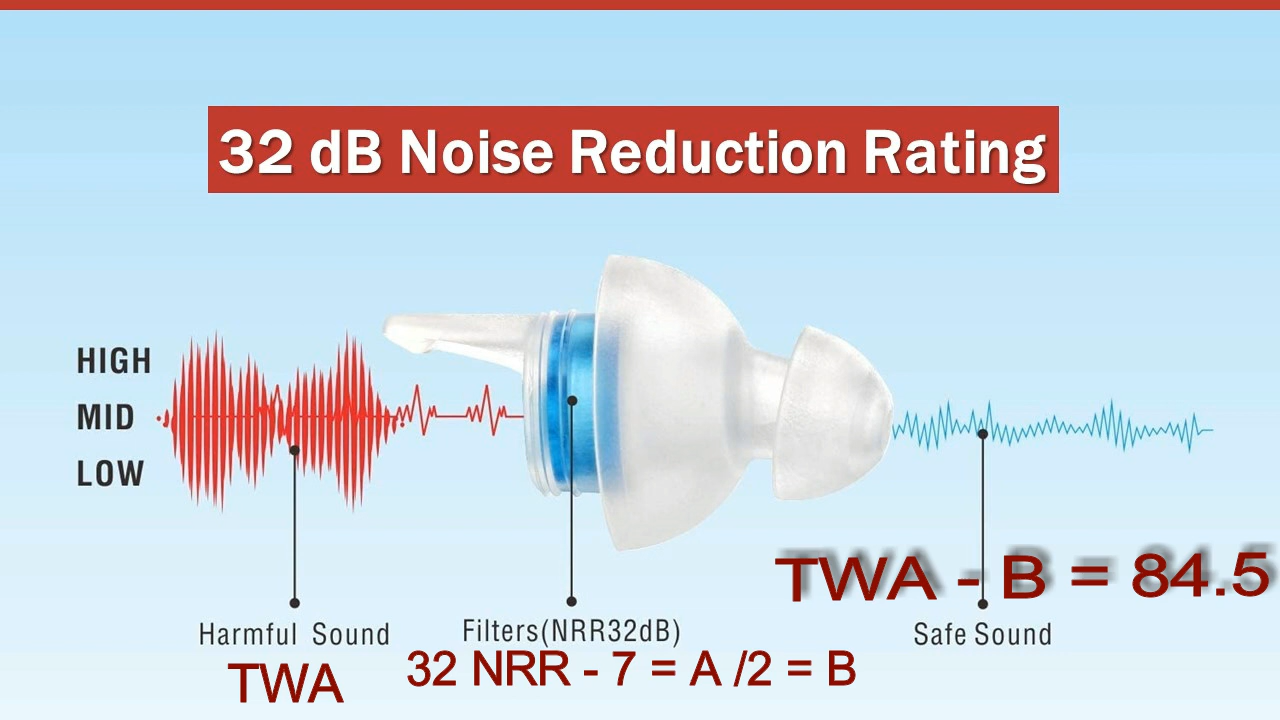 32 dB Noise Reduction Rating
HIGH
MID
LOW
TWA - B = 84.5
Harmful Sound
Filters(NRR32dB)
Safe Sound
TWA
32 NRR - 7 = A /2 = B